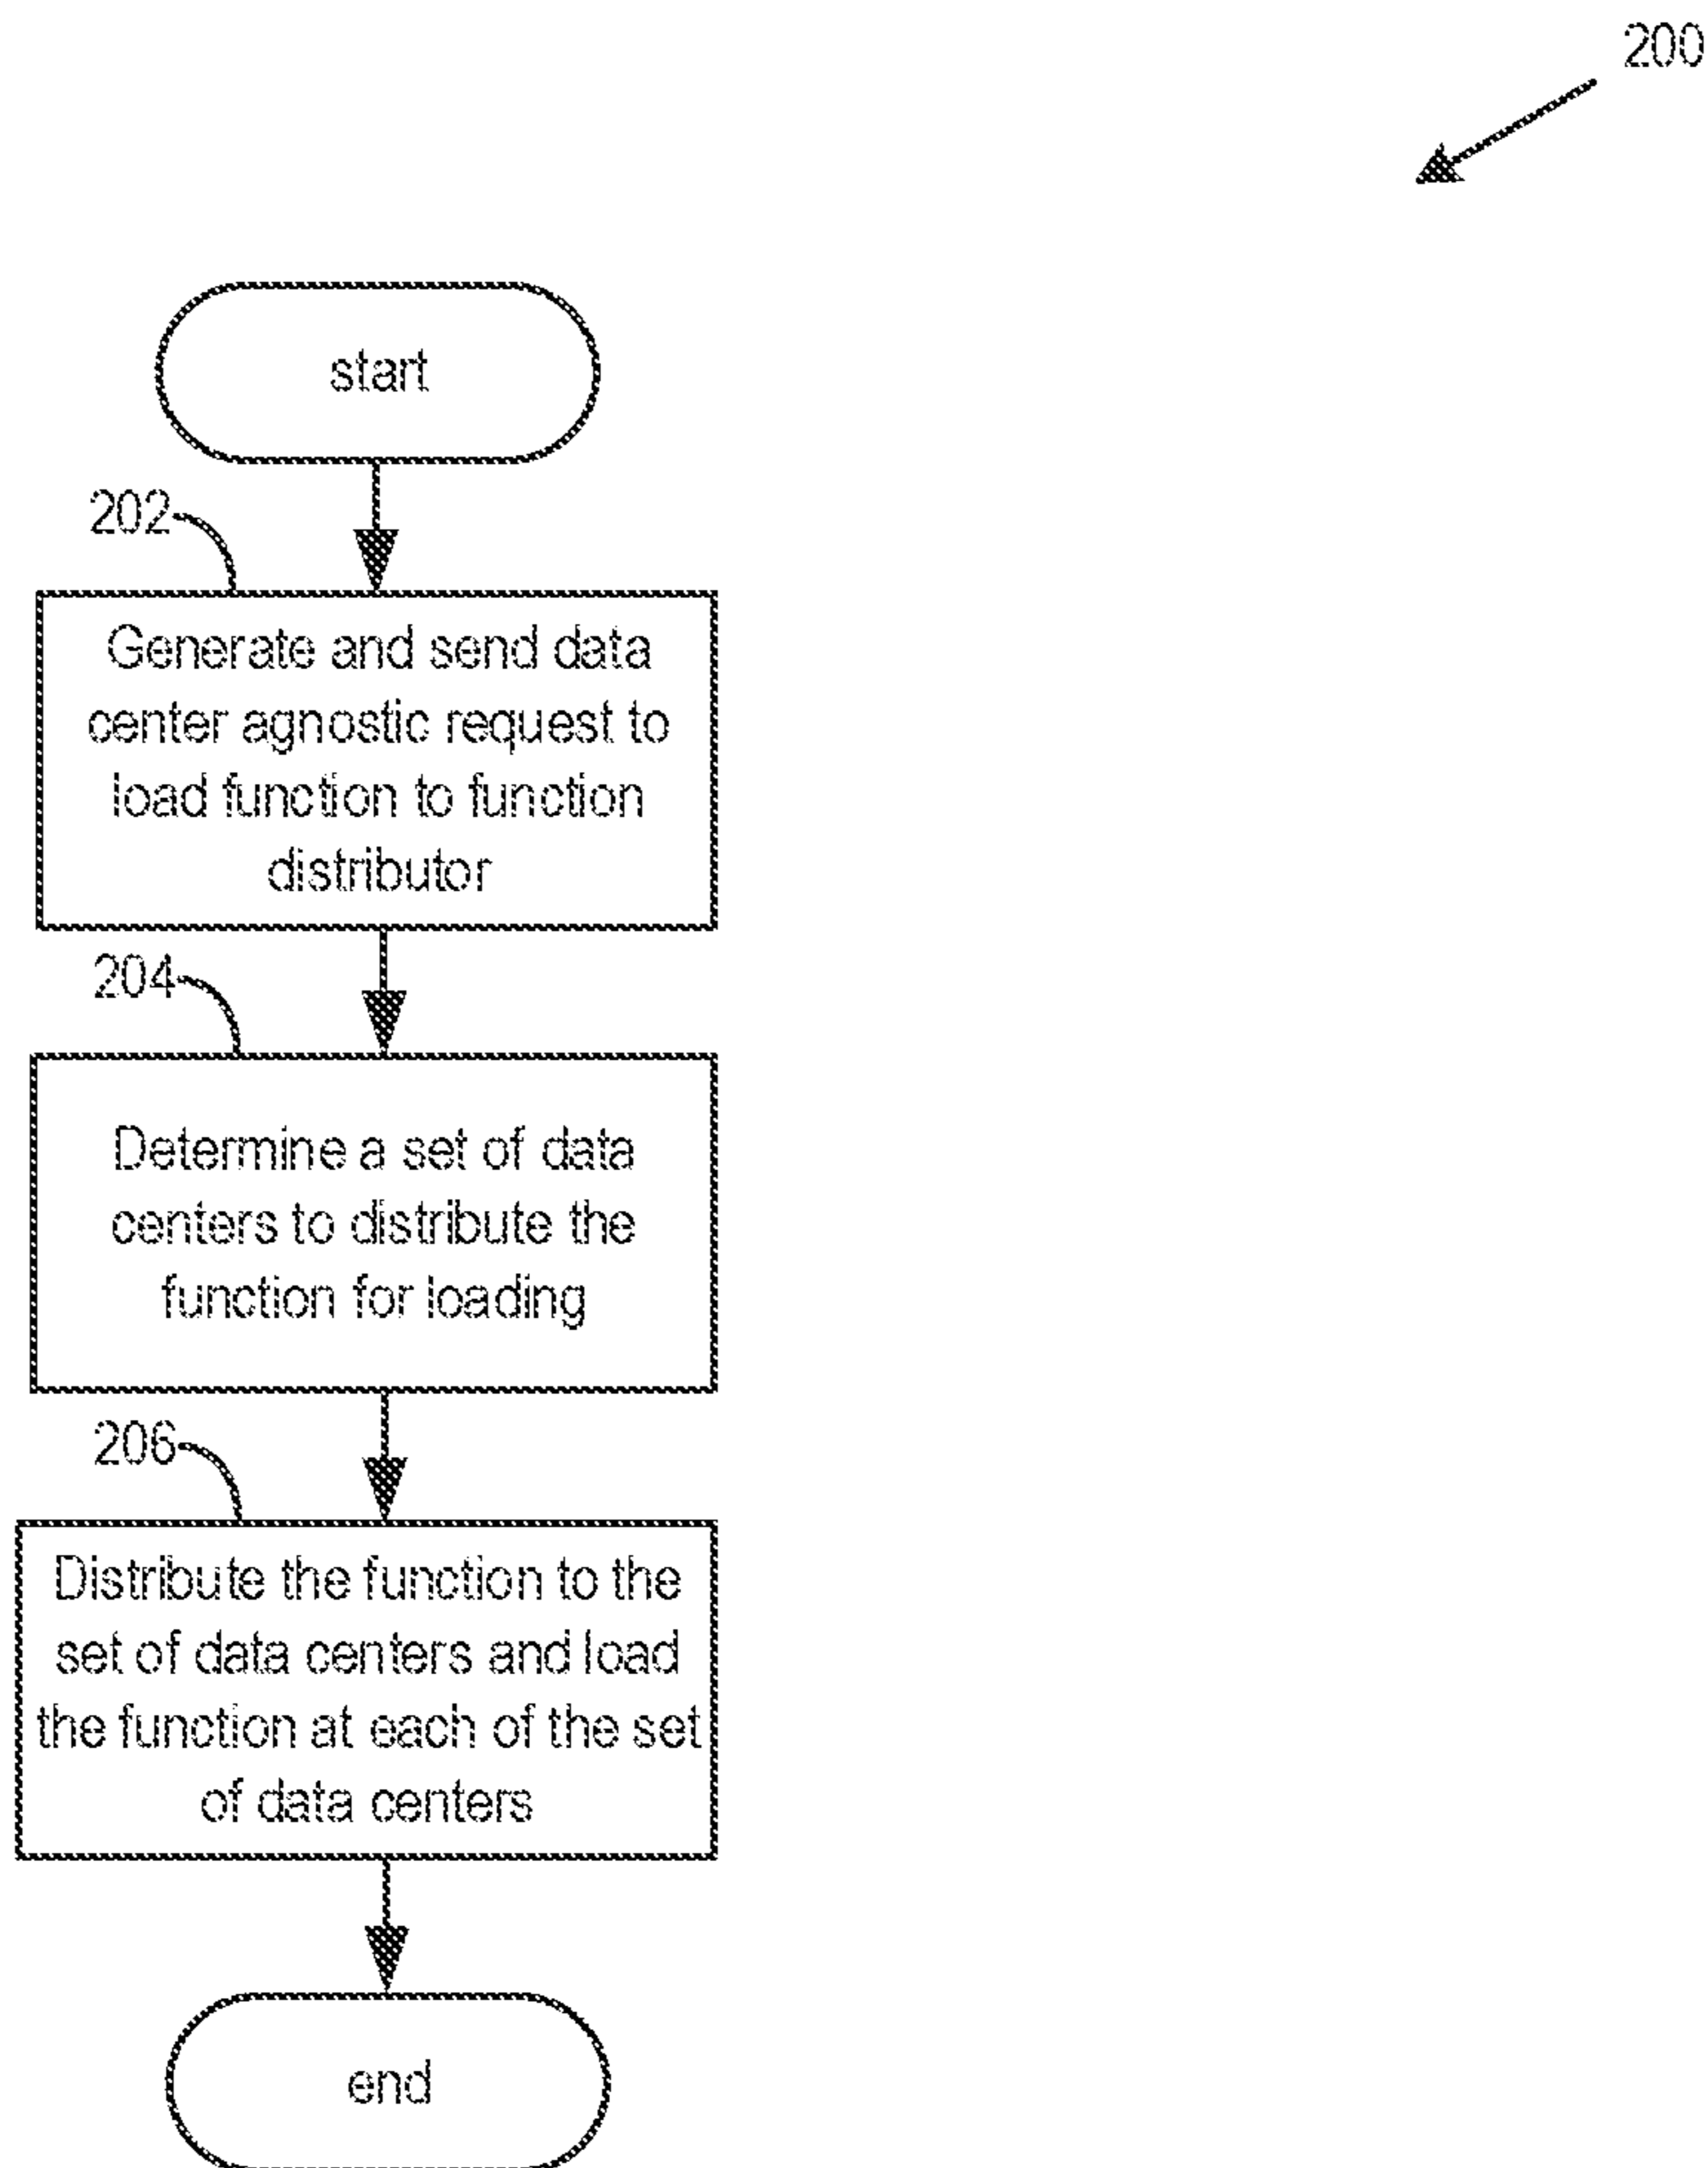 200
start
202
Generate and send data
center agnostic request to
load function to function
distributor
204
Determine a set of data
centers to distribute the
function for loading
206
Distribute the function to the
set of data centers and load
the function at each of the set
of data centers
end